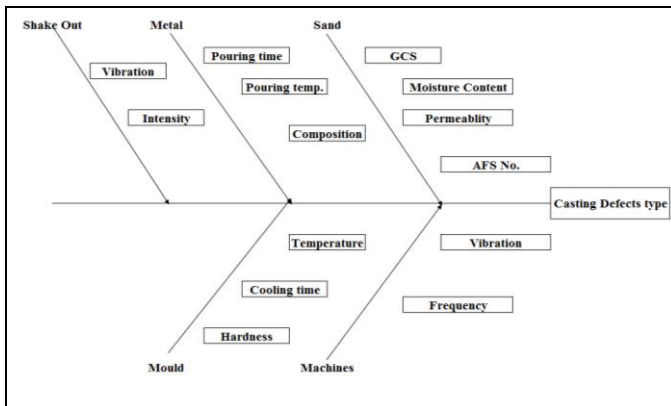 Shake Out
Metal
Sand
Pouring time
GCS
Vibration
Pouring temp.
Moisture Content
Intensity
Permeablity
Composition
AFS No.
Casting Defects type
Temperature
Vibration
Cooling time
Frequency
Hardness
Mould
Machines